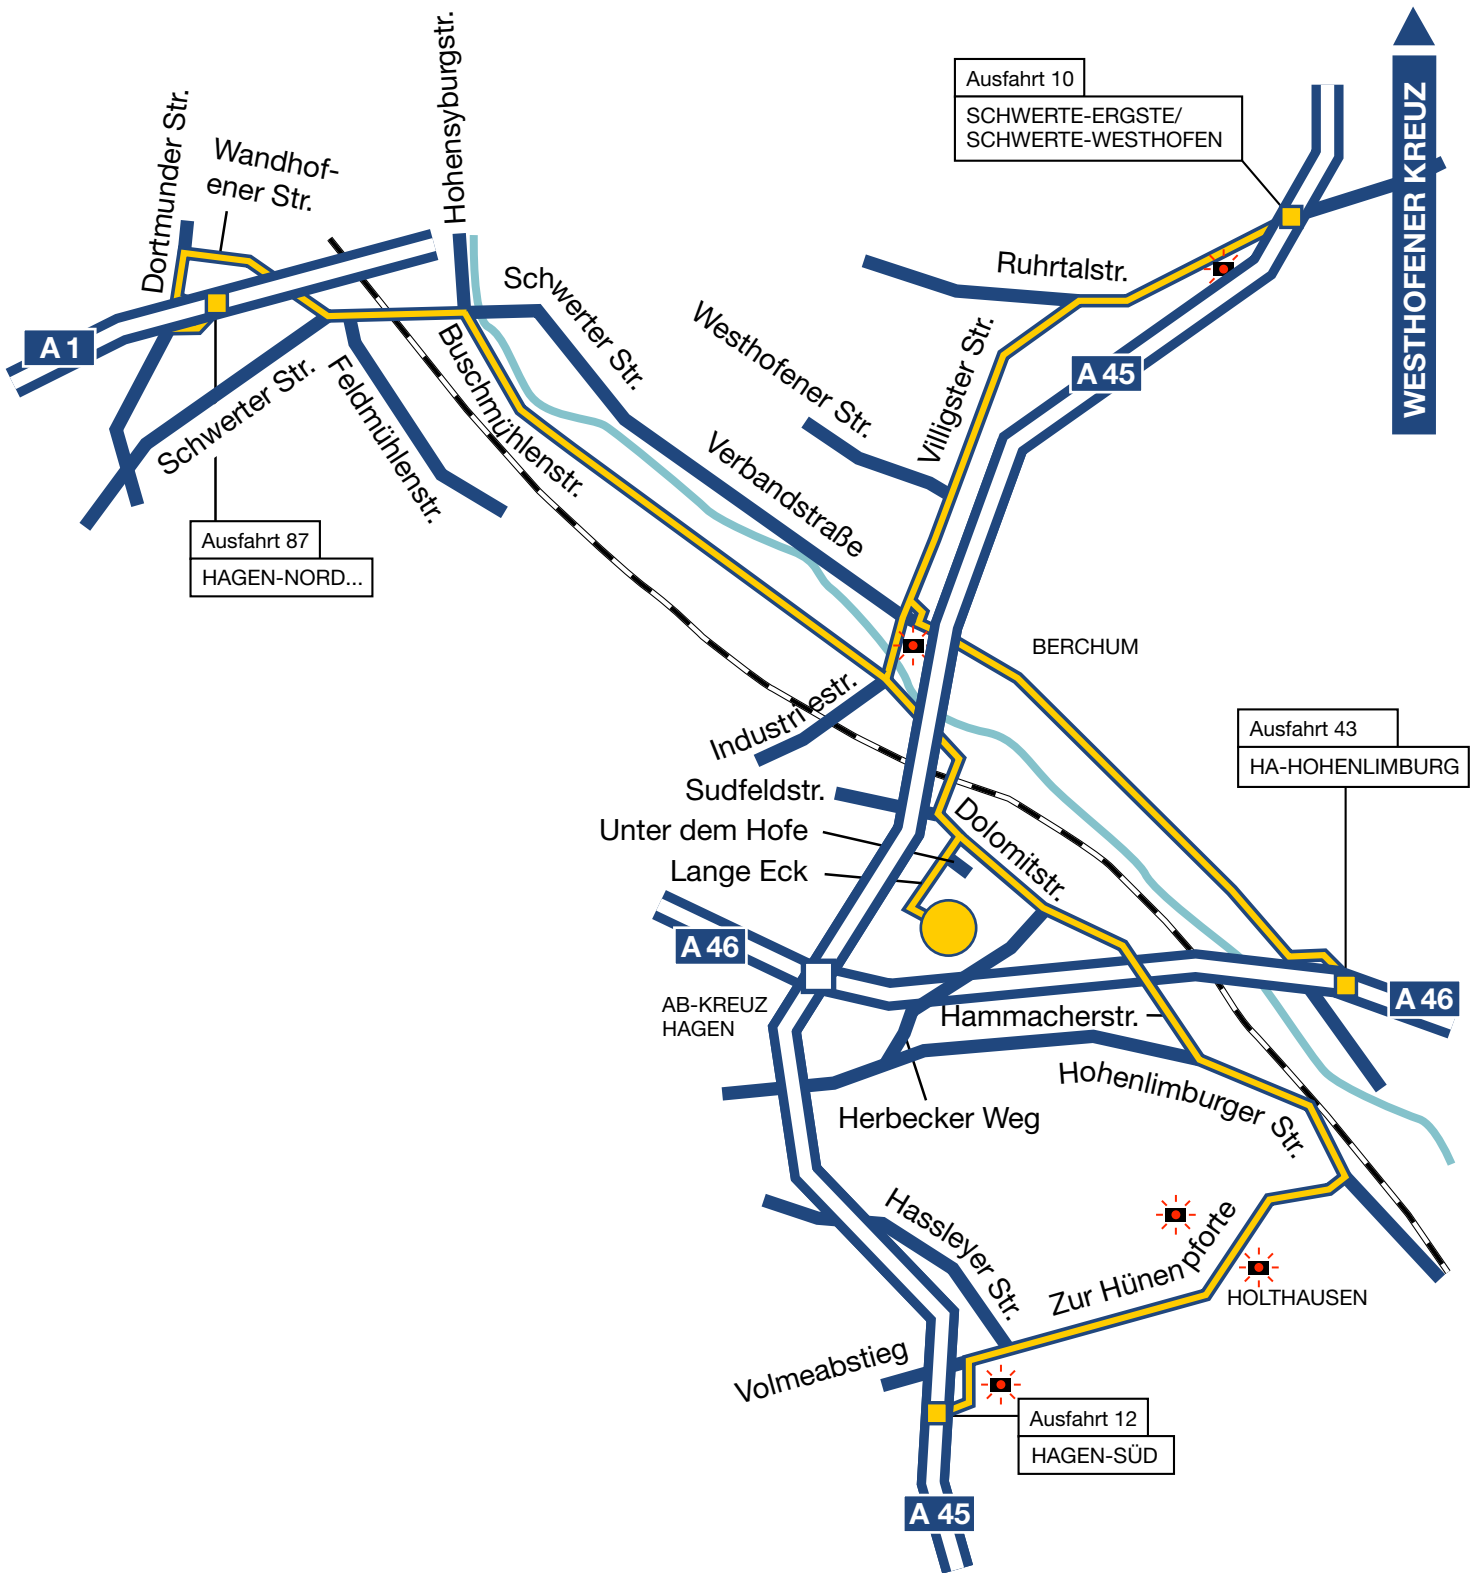 Hohensyburgstr.
Dortmunder Str.
Wandhof-
ener Str.
Ausfahrt 10
SCHWERTE-ERGSTE/
SCHWERTE-WESTHOFEN
WESTHOFENER KREUZ
Ruhrtalstr.
Schwerter Str.
Westhofener Str.
A 1
A 45
Villigster Str.
Buschmühlenstr.
Schwerter Str.
Feldmühlenstr.
Verbandstraße
Ausfahrt 87
HAGEN-NORD...
BERCHUM
Industriestr.
Ausfahrt 43
HA-HOHENLIMBURG
Sudfeldstr.
Unter dem Hofe
Lange Eck
Dolomitstr.
A 46
A 46
AB-KREUZ
HAGEN
Hammacherstr.
Hohenlimburger Str.
Herbecker Weg
Hassleyer Str.
Zur Hünenpforte
HOLTHAUSEN
Volmeabstieg
Ausfahrt 12
HAGEN-SÜD
A 45